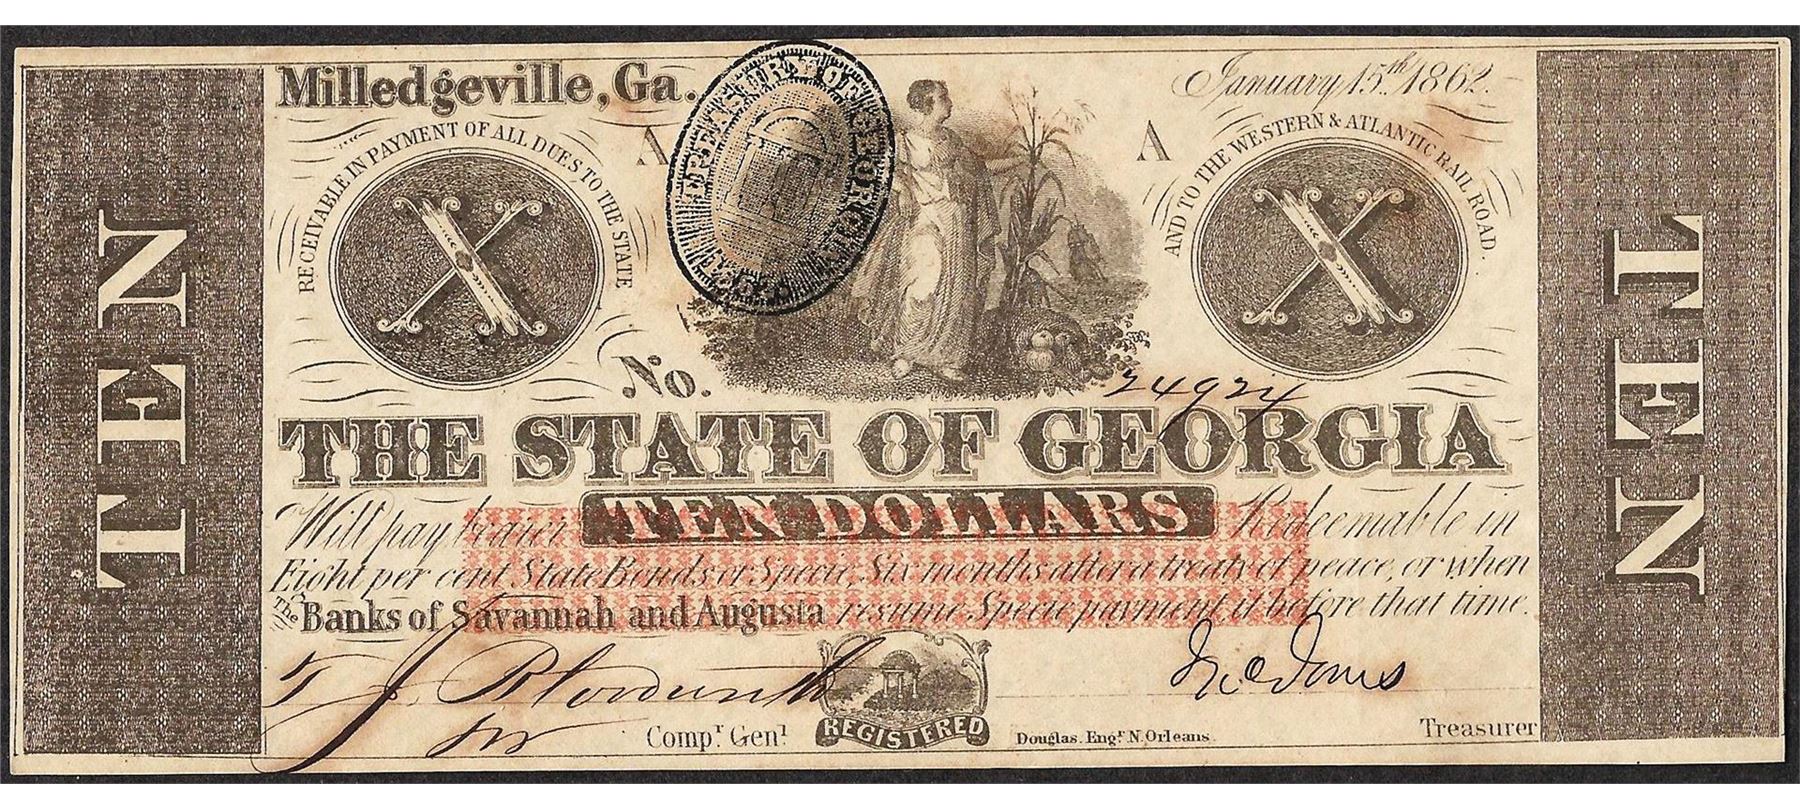 Milledgeville, Ga.
January 15th 1862.
RECEIVABLE IN PAYMENT OF ALL DUES TO THE STATE
A
A
AND TO THE WESTERN & ATLANTIC RAIL ROAD.
X
X
TEN
TEN
No. 24924
THE STATE OF GEORGIA
Will pay bearer TEN DOLLARS Redeemable in
Eight per cent State Bonds or Specie, Six months after a treaty of peace, or when
The Banks of Savannah and Augusta resume Specie payment, if before that time.
Compr. Genl
REGISTERED
Douglas. Engr. N. Orleans.
Treasurer